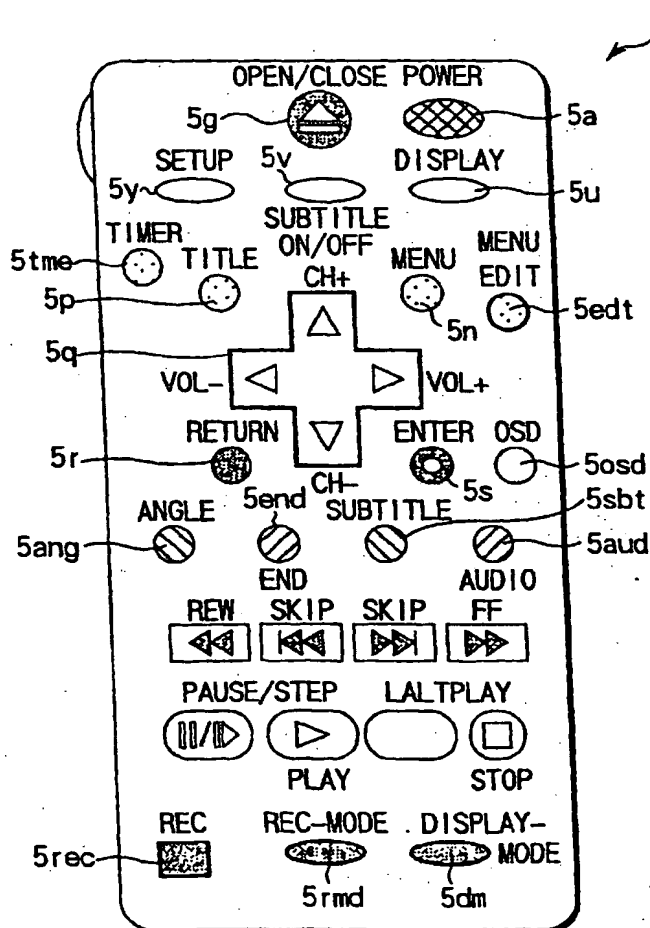 OPEN/CLOSE POWER
5g 5a
SETUP 5v DISPLAY
5y 5u
SUBTITLE
ON/OFF
TIMER TITLE MENU MENU
EDIT
5tme CH+
5p 5n 5edt
5q
VOL- VOL+
RETURN ENTER OSD
5r 5osd
CH- 5s
ANGLE 5end SUBTITLE 5sbt
5ang 5aud
END AUDIO
REW SKIP SKIP FF
PAUSE/STEP LALTPLAY
PLAY STOP
REC REC-MODE DISPLAY-
MODE
5rec
5rmd 5dm